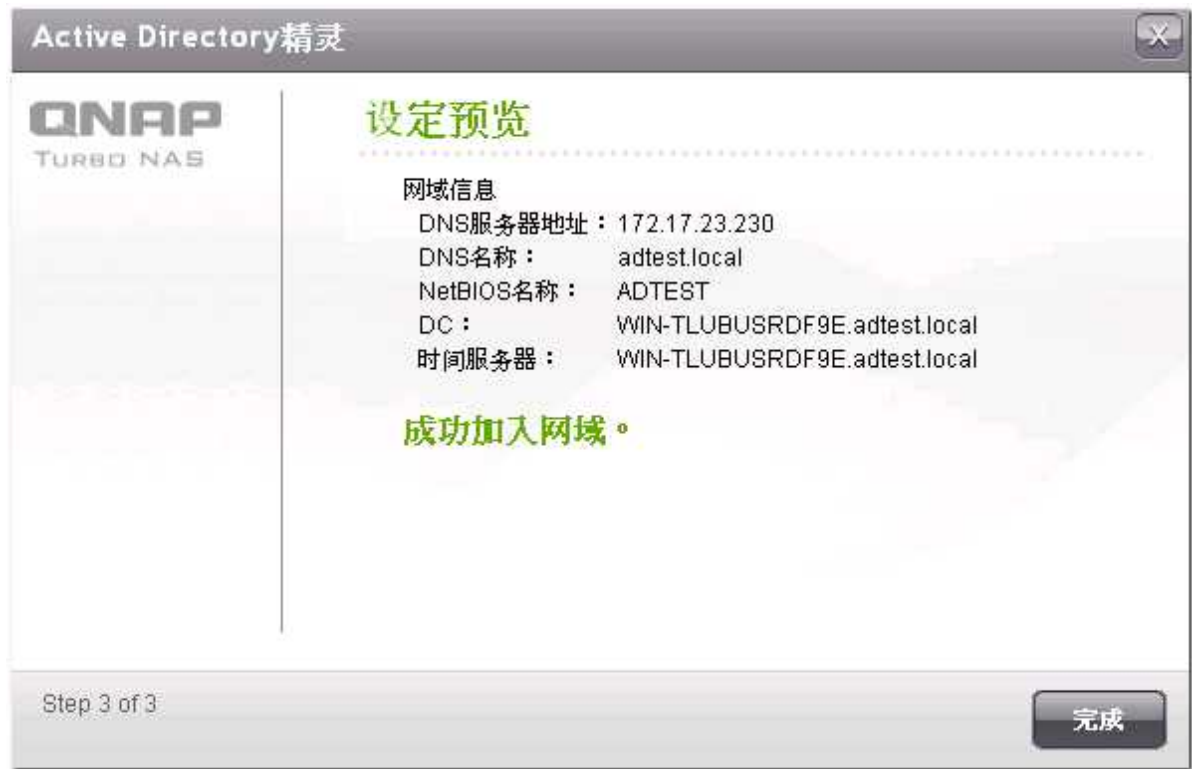 Active Directory精灵
X
QNAP
TURBO NAS
设定预览
网域信息
DNS服务器地址：172.17.23.230
DNS名称： adtest.local
NetBIOS名称： ADTEST
DC： WIN-TLUBUSRDF9E.adtest.local
时间服务器： WIN-TLUBUSRDF9E.adtest.local
成功加入网域。
Step 3 of 3
完成